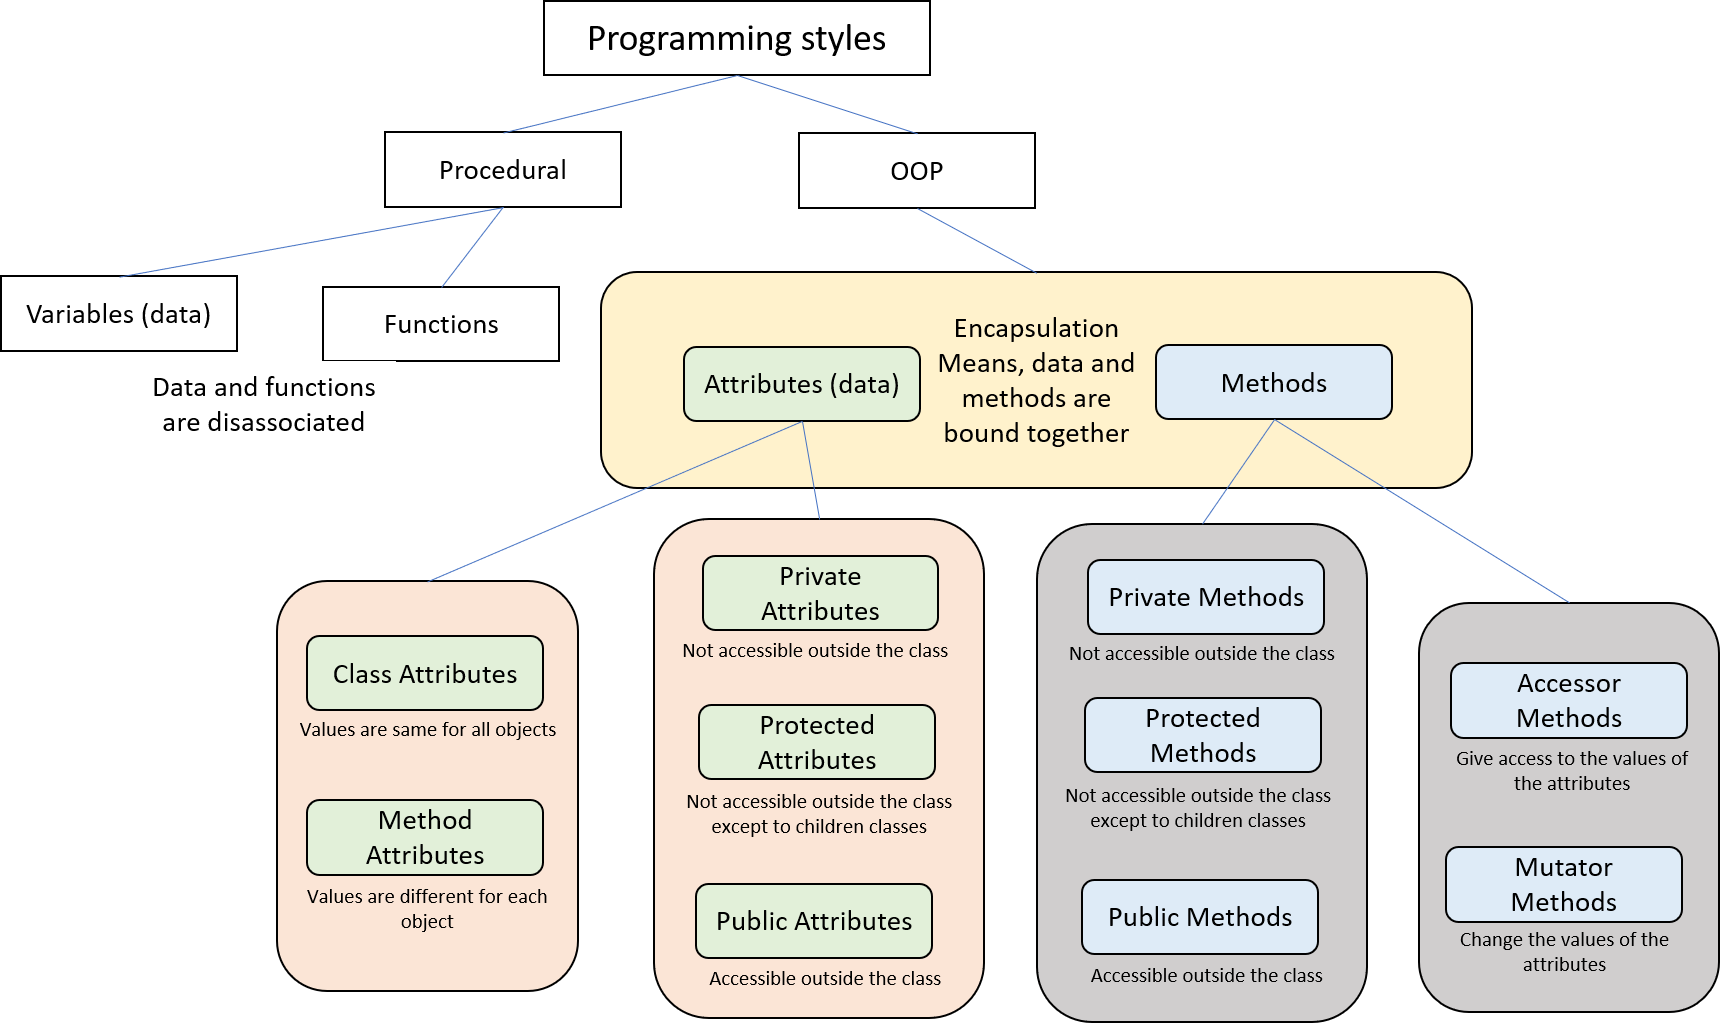 Programming styles
Procedural
OOP
Variables (data)
Functions
Data and functions
are disassociated
Attributes (data)
Encapsulation
Means, data and
methods are
bound together
Methods
Class Attributes
Values are same for all objects
Method
Attributes
Values are different for each
object
Private
Attributes
Not accessible outside the class
Protected
Attributes
Not accessible outside the class
except to children classes
Public Attributes
Accessible outside the class
Private Methods
Not accessible outside the class
Protected
Methods
Not accessible outside the class
except to children classes
Public Methods
Accessible outside the class
Accessor
Methods
Give access to the values of
the attributes
Mutator
Methods
Change the values of the
attributes